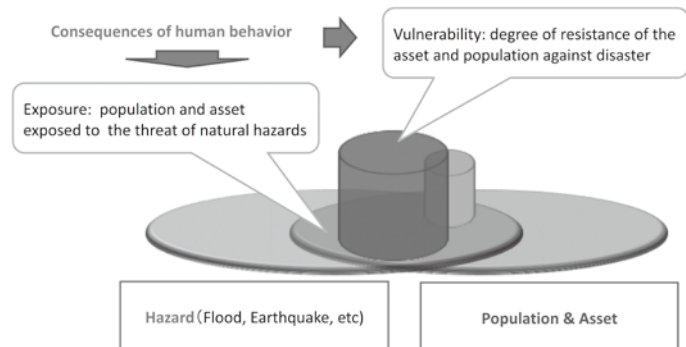 Consequences of human behavior
Vulnerability: degree of resistance of the
asset and population against disaster
Exposure:  population and asset
exposed to  the threat of natural hazards
Hazard（Flood, Earthquake, etc)
Population & Asset